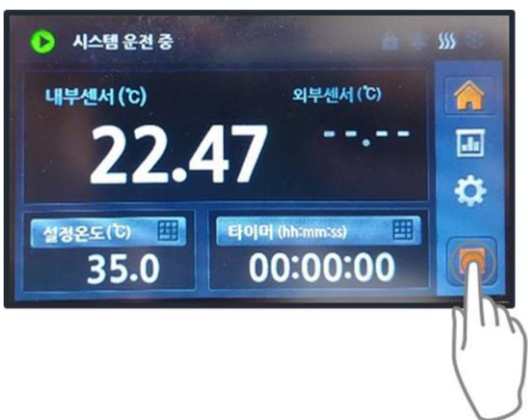 시스템 운전 중
내부센서 (℃) 외부센서 (℃)
22.47 --.--
설정온도(℃) 타이머 (hh:mm:ss)
35.0 00:00:00